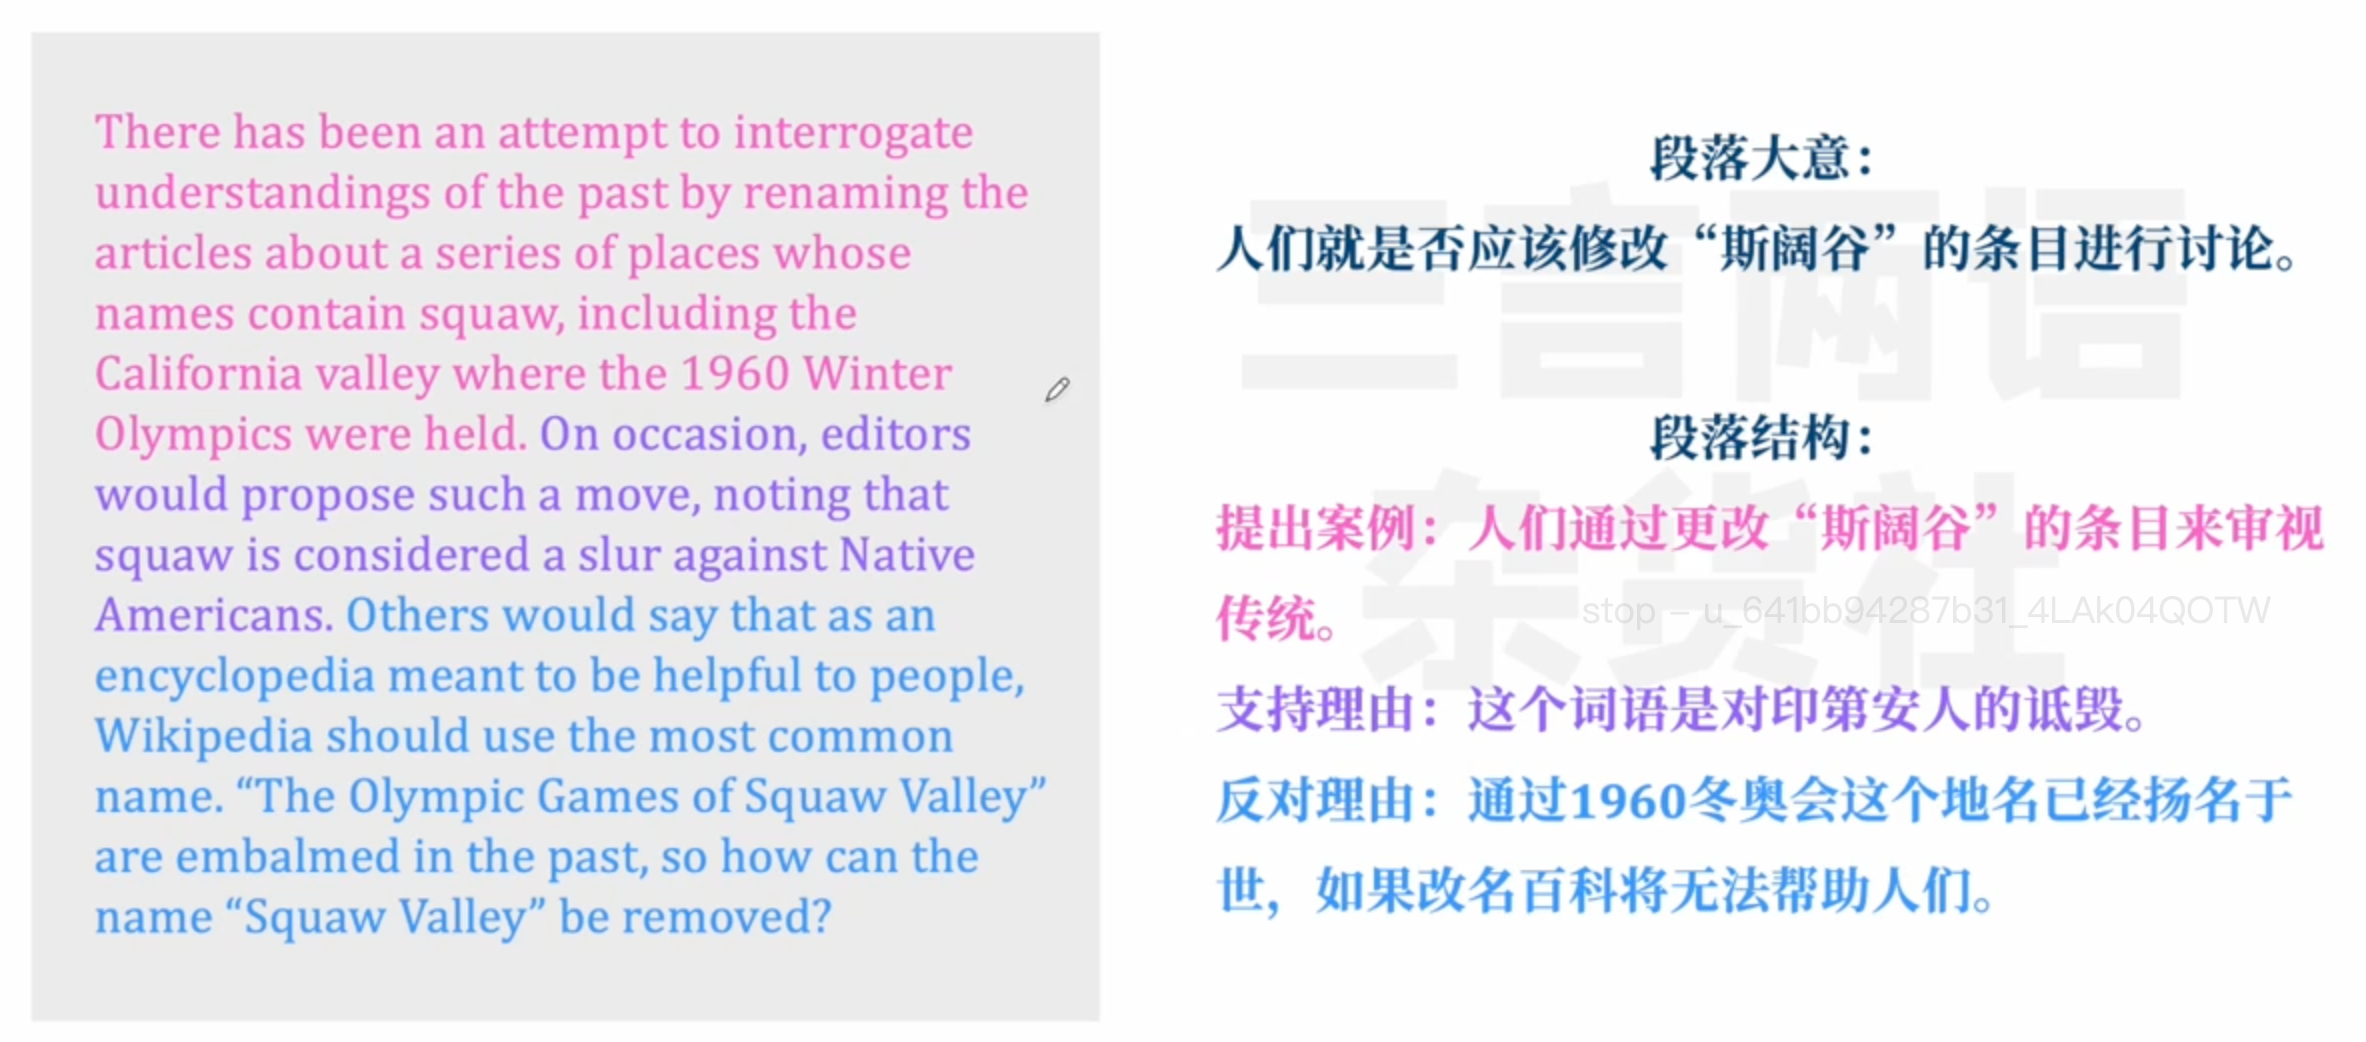 There has been an attempt to interrogate
understandings of the past by renaming the
articles about a series of places whose
names contain squaw, including the
California valley where the 1960 Winter
Olympics were held. On occasion, editors
would propose such a move, noting that
squaw is considered a slur against Native
Americans. Others would say that as an
encyclopedia meant to be helpful to people,
Wikipedia should use the most common
name. “The Olympic Games of Squaw Valley”
are embalmed in the past, so how can the
name “Squaw Valley” be removed?
段落大意：
人们就是否应该修改“斯阔谷”的条目进行讨论。
段落结构：
提出案例：人们通过更改“斯阔谷”的条目来审视
传统。
支持理由：这个词语是对印第安人的诋毁。
反对理由：通过1960冬奥会这个地名已经扬名于
世，如果改名百科将无法帮助人们。
三言两语
杂货社
stop – u_641bb94287b31_4LAk04QOTW